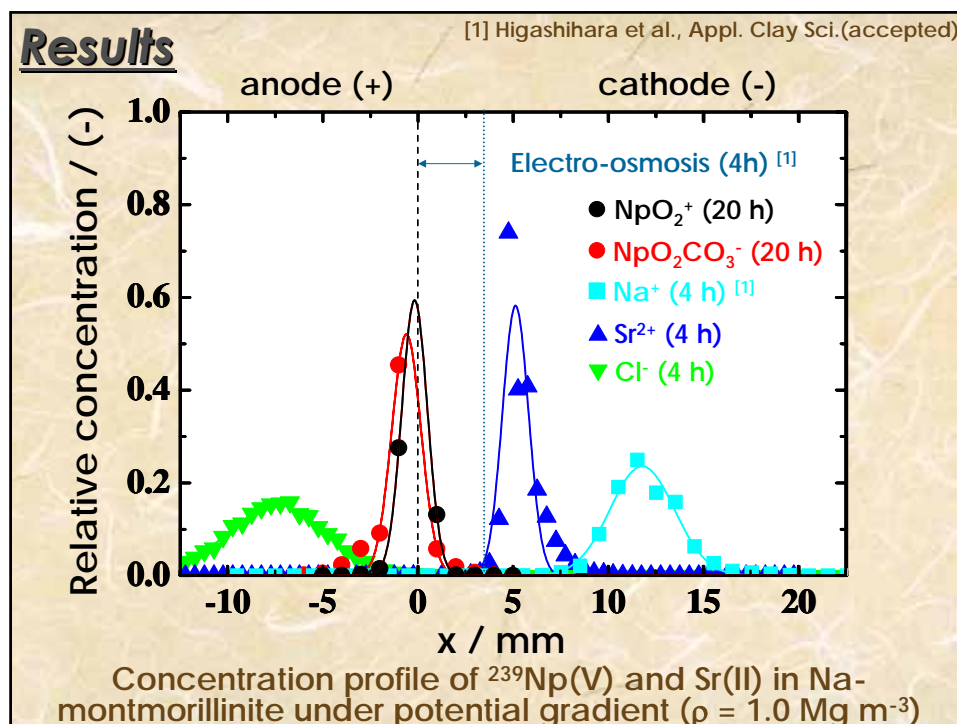 Results
[1] Higashihara et al., Appl. Clay Sci.(accepted)
anode (+) cathode (-)
Relative concentration / (-)
1.0
0.8
0.6
0.4
0.2
0.0
Electro-osmosis (4h) [1]
NpO₂⁺ (20 h)
NpO₂CO₃⁻ (20 h)
Na⁺ (4 h) [1]
Sr²⁺ (4 h)
Cl⁻ (4 h)
-10 -5 0 5 10 15 20
x / mm
Concentration profile of ²³⁹Np(V) and Sr(II) in Na-
montmorillinite under potential gradient (ρ = 1.0 Mg m⁻³)